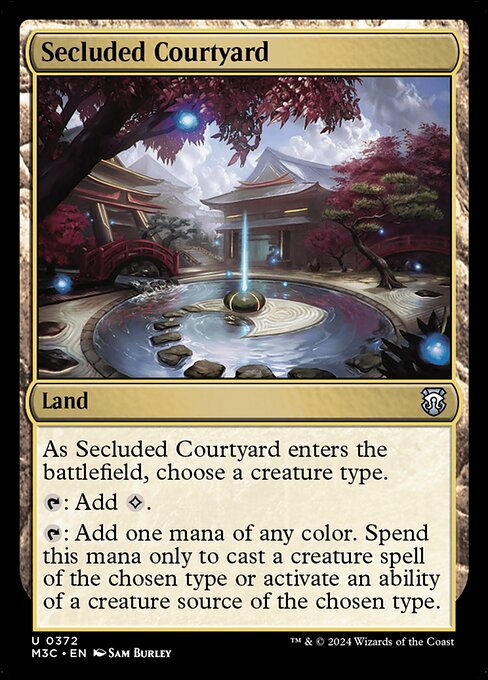 Secluded Courtyard
Land
As Secluded Courtyard enters the
battlefield, choose a creature type.
: Add .
: Add one mana of any color. Spend
this mana only to cast a creature spell
of the chosen type or activate an ability
of a creature source of the chosen type.
U 0372
M3C • EN Sam Burley
™ & © 2024 Wizards of the Coast